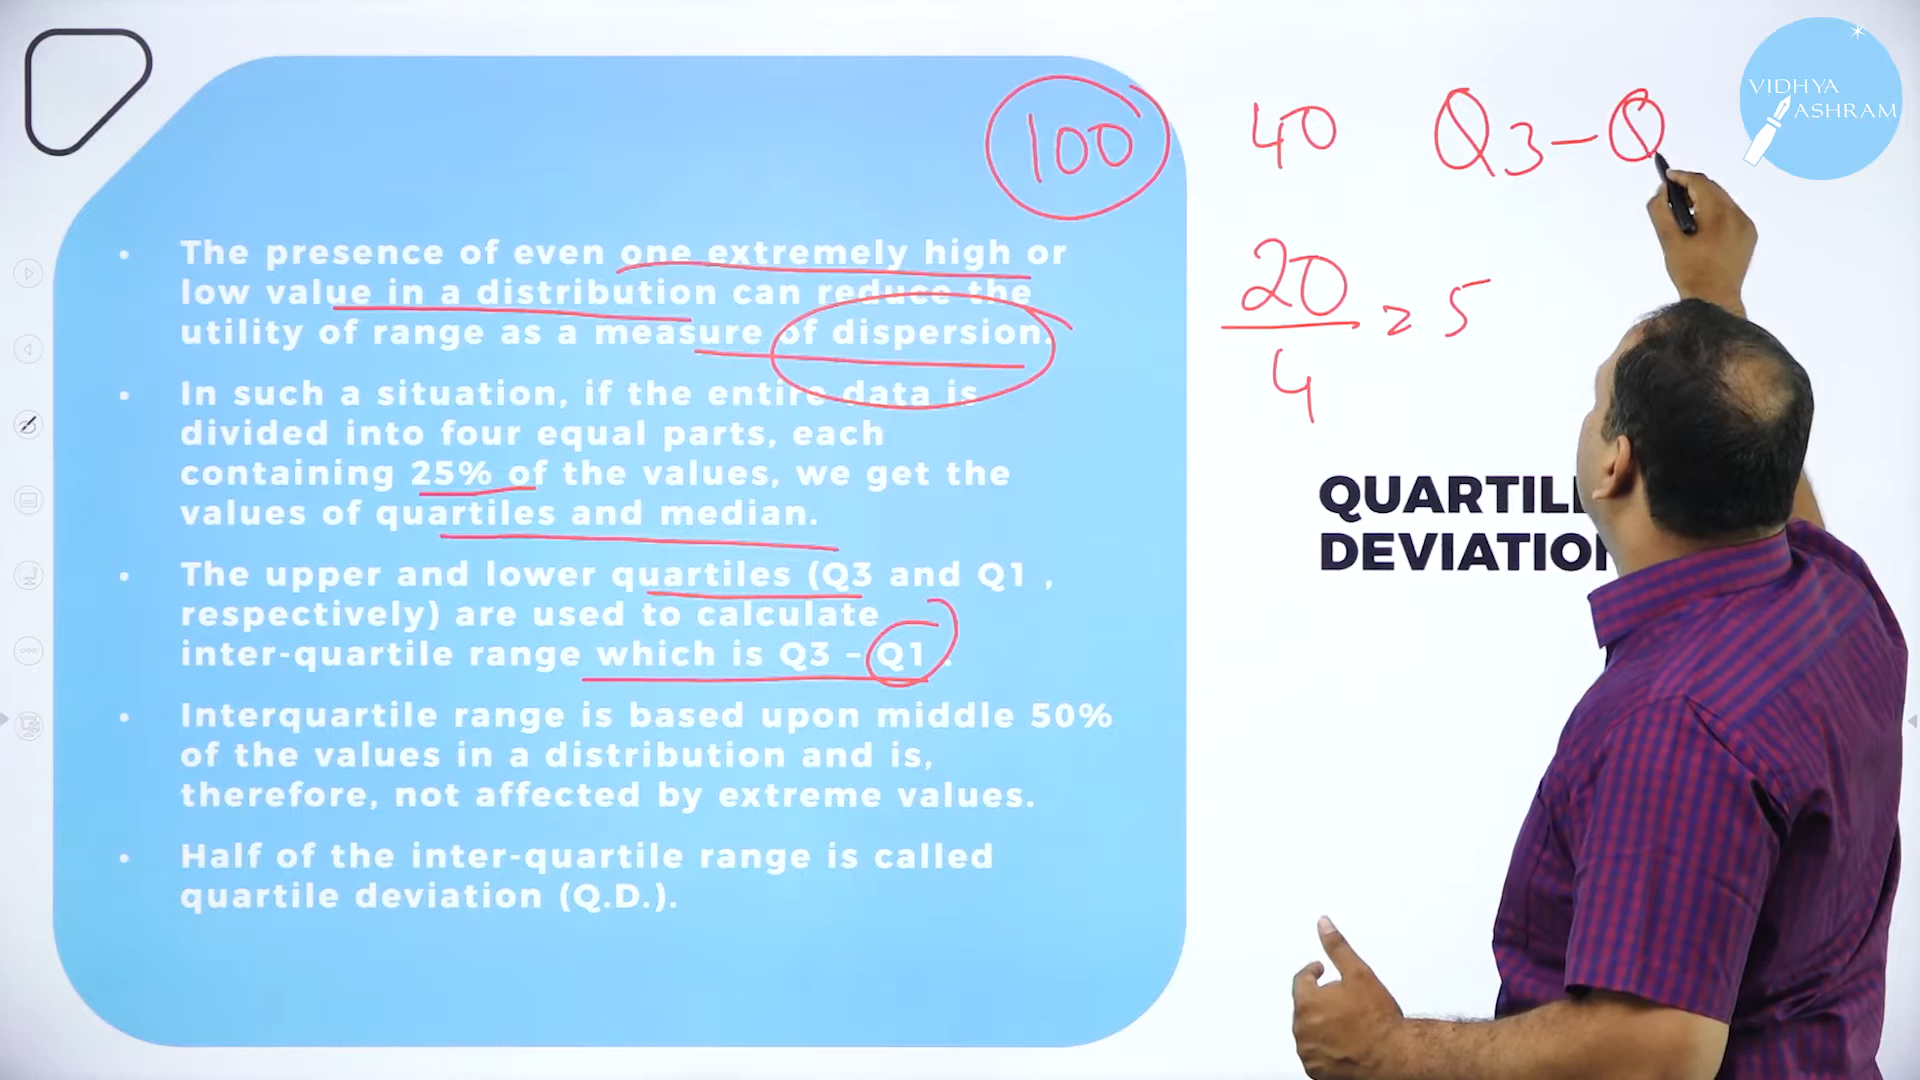 VIDHYA
ASHRAM
100
40
Q3-Q
20
4
= 5
• The presence of even one extremely high or
low value in a distribution can reduce the
utility of range as a measure of dispersion.
• In such a situation, if the entire data is
divided into four equal parts, each
containing 25% of the values, we get the
values of quartiles and median.
• The upper and lower quartiles (Q3 and Q1 ,
respectively) are used to calculate
inter-quartile range which is Q3 – Q1 .
• Interquartile range is based upon middle 50%
of the values in a distribution and is,
therefore, not affected by extreme values.
• Half of the inter-quartile range is called
quartile deviation (Q.D.).
QUARTIL
DEVIATIO